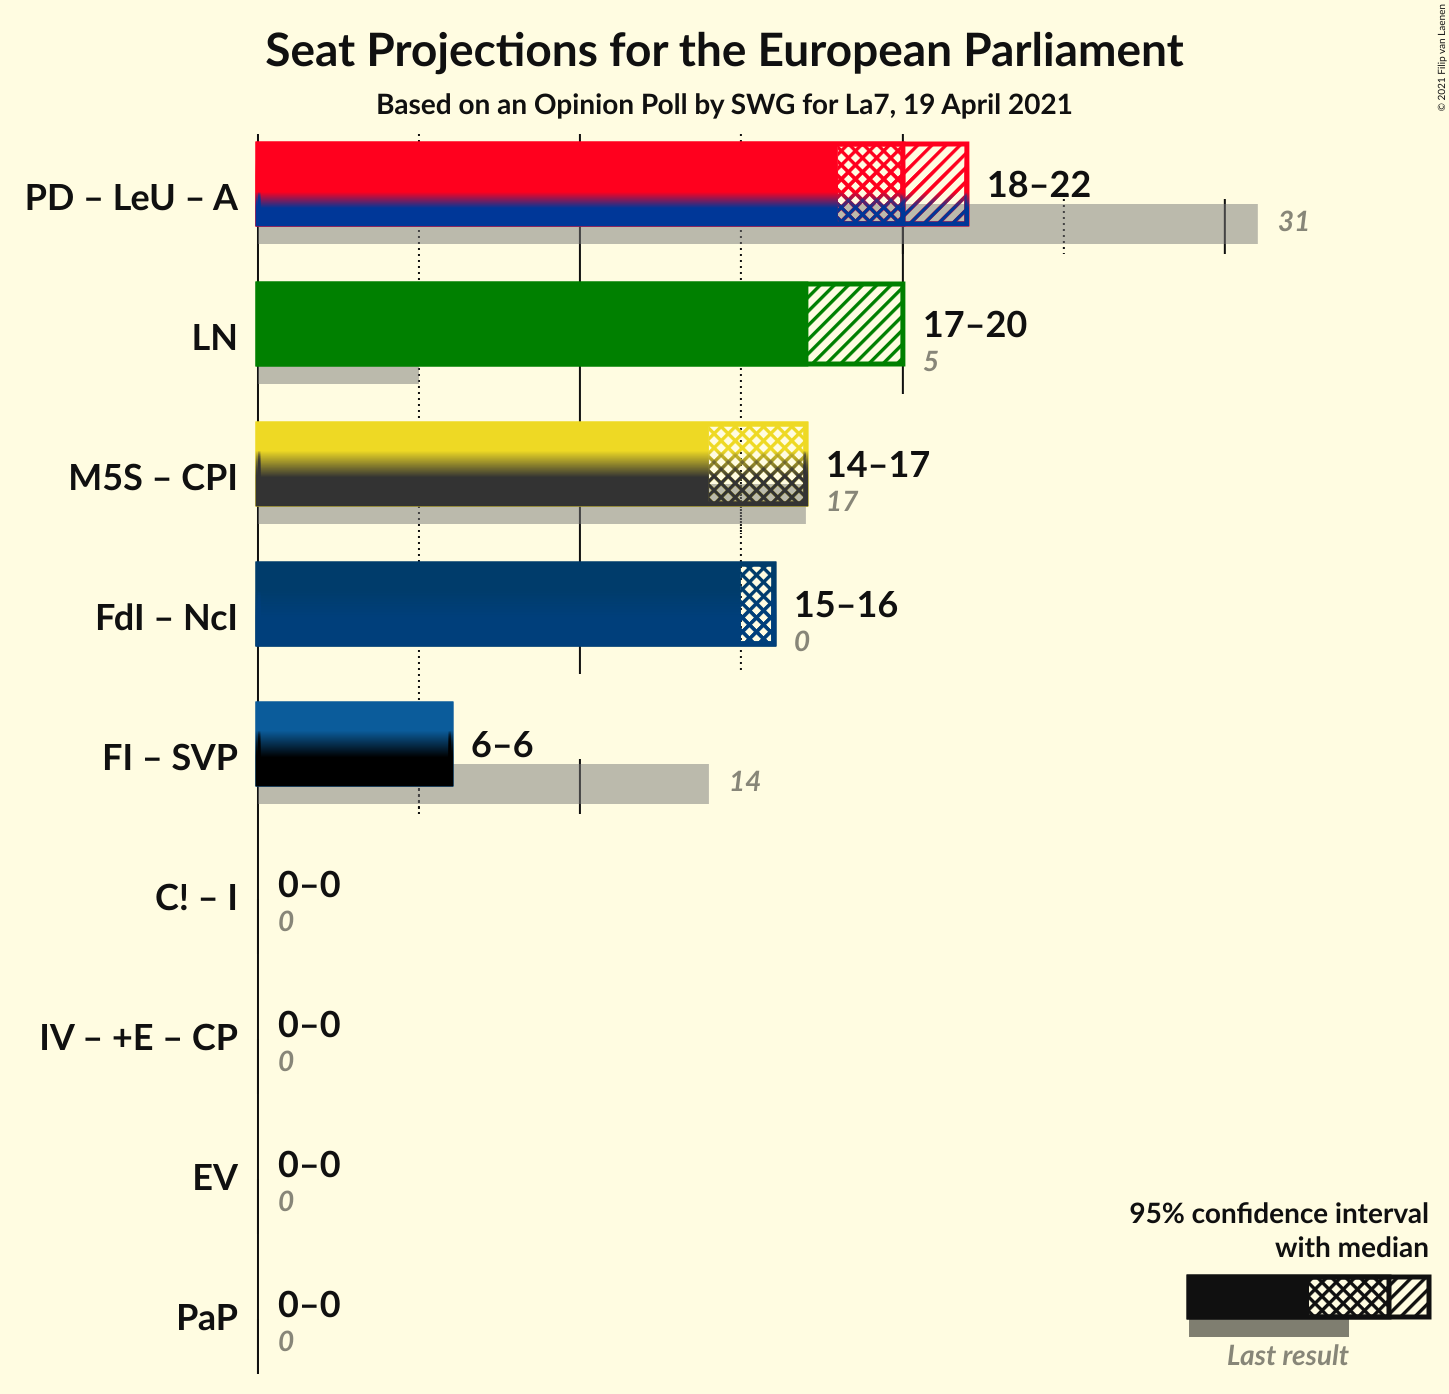 Seat Projections for the European Parliament
Based on an Opinion Poll by SWG for La7, 19 April 2021
© 2021 Filip van Laenen
PD – LeU – A
18–22
31
LN
17–20
5
M5S – CPI
14–17
17
FdI – NcI
15–16
0
FI – SVP
6–6
14
C! – I
0–0
0
IV – +E – CP
0–0
0
EV
0–0
0
PaP
0–0
0
95% confidence interval
with median
Last result